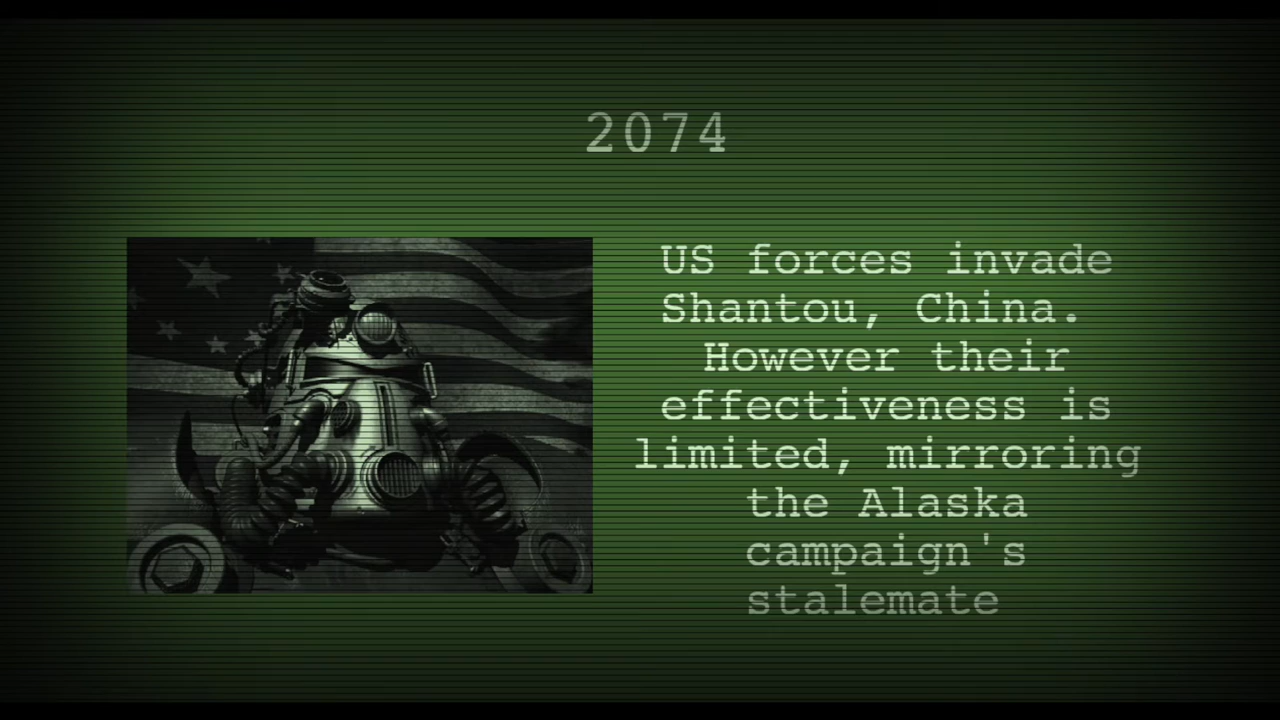 2074
US forces invade
Shantou, China.
However their
effectiveness is
limited, mirroring
the Alaska
campaign's
stalemate